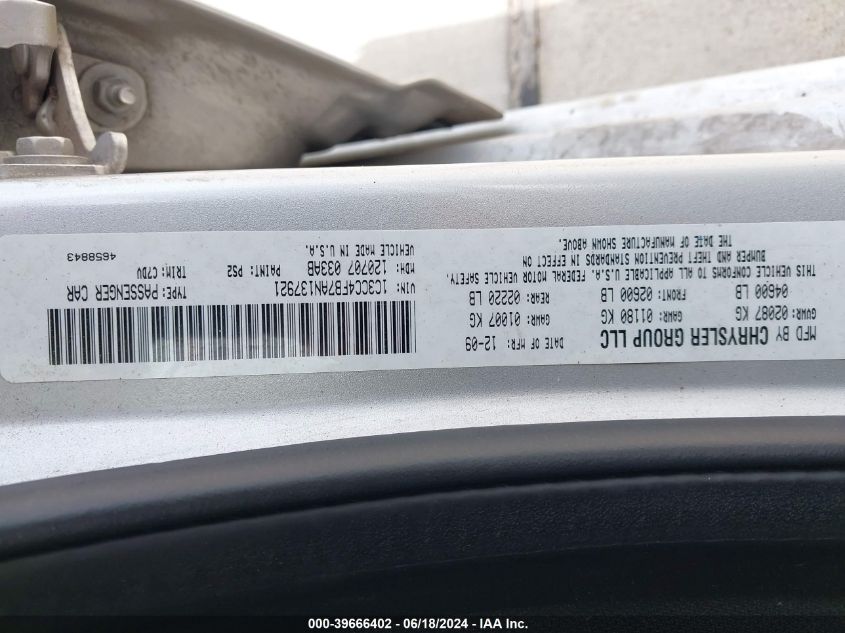 MFD BY CHRYSLER GROUP LLC
DATE OF MFR: 12-09
GVWR: 02087 KG
04600 LB
GAWR: 01180 KG
FRONT: 02600 LB
GAWR: 01007 KG
REAR: 02220 LB
THIS VEHICLE CONFORMS TO ALL APPLICABLE U.S.A. FEDERAL MOTOR VEHICLE SAFETY,
BUMPER AND THEFT PREVENTION STANDARDS IN EFFECT ON
THE DATE OF MANUFACTURE SHOWN ABOVE.
VIN: 1C3CC4FB7AN137921
TYPE: PASSENGER CAR
MDH: 120707 033AB
PAINT: PS2
TRIM: C7DV
VEHICLE MADE IN U.S.A.
4658843
000-39666402 - 06/18/2024 - IAA Inc.